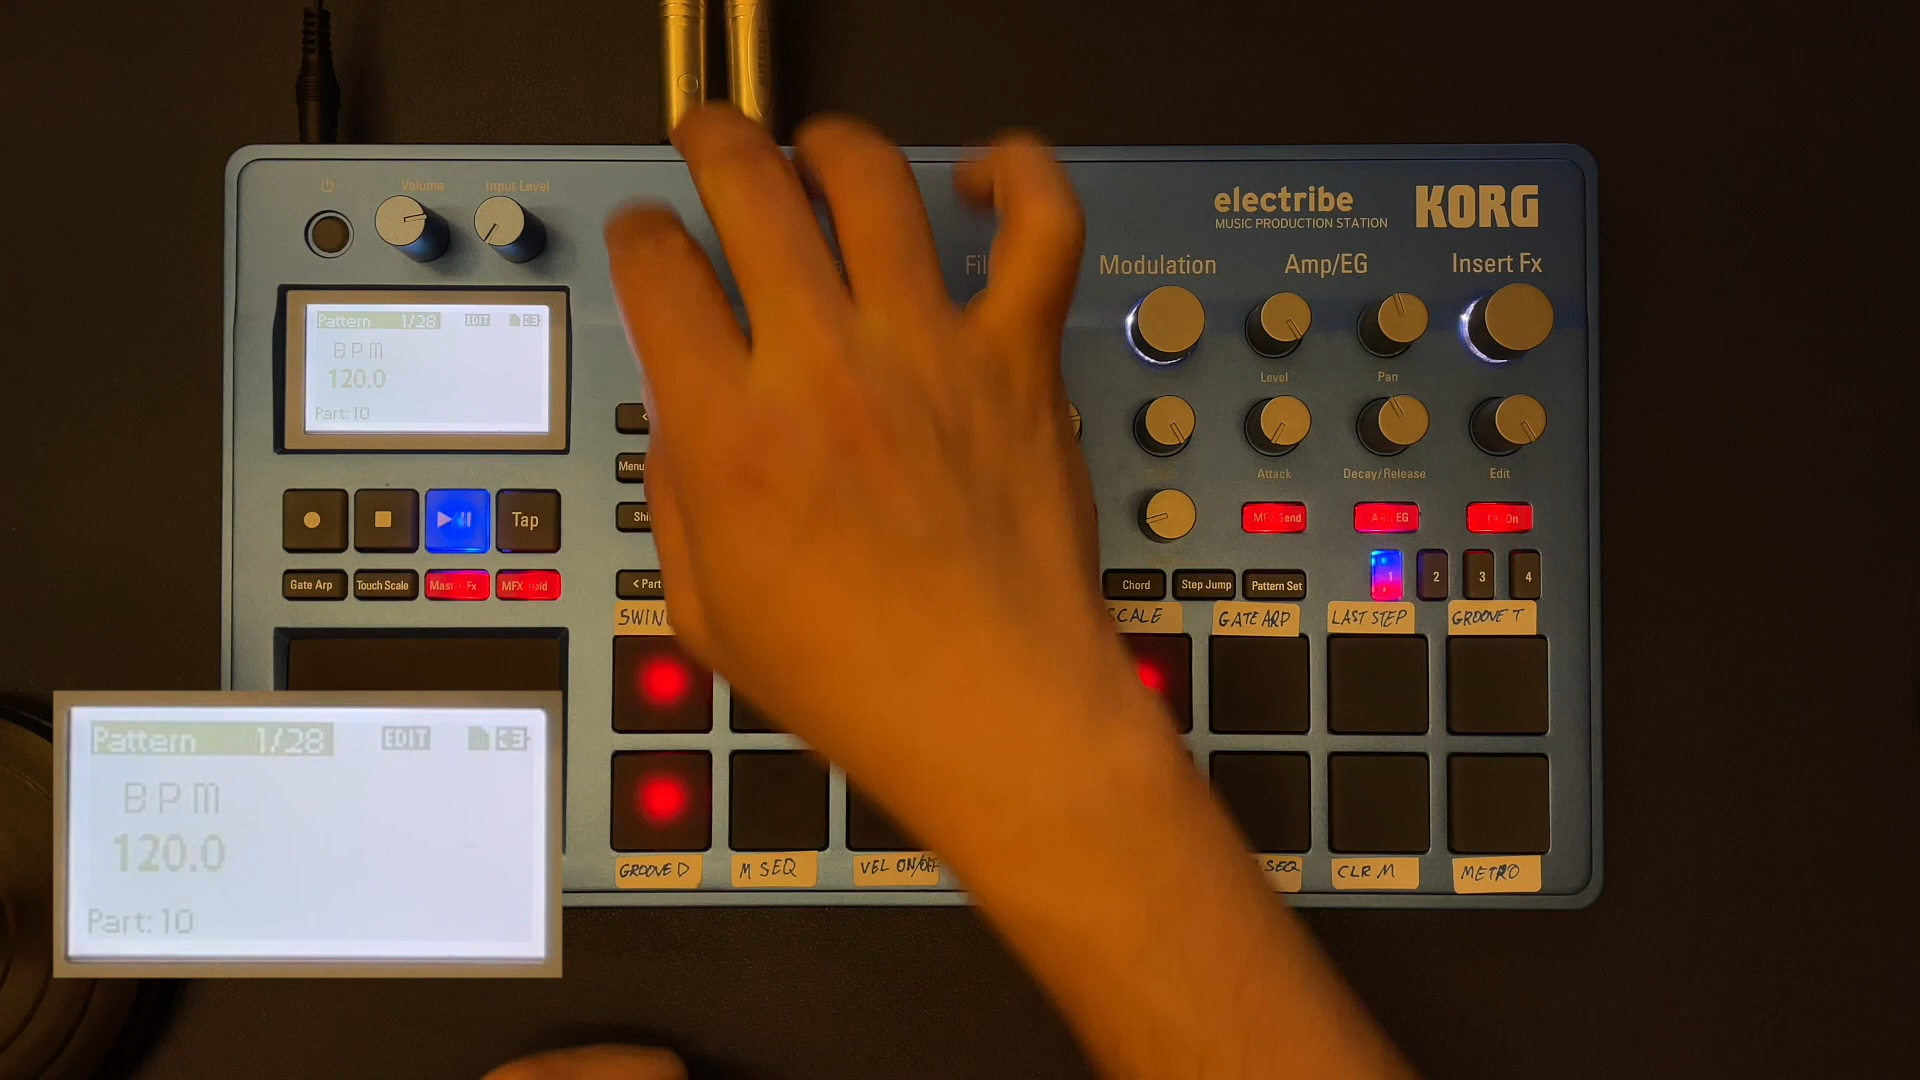 Volume
Input Level
electribe
MUSIC PRODUCTION STATION
KORG
Modulation
Amp/EG
Insert Fx
Pattern 1/28 EDIT
BPM
120.0
Part: 10
Level
Pan
Attack
Decay/Release
Edit
Tap
Gate Arp
Touch Scale
< Part
Chord
Step Jump
Pattern Set
1
2
3
4
SCALE
GATE ARP
LAST STEP
GROOVE T
Pattern 1/28 EDIT
BPM
120.0
Part: 10
GROOVE D
M SEQ
VEL ON/OFF
SEQ
CLR M
METRO